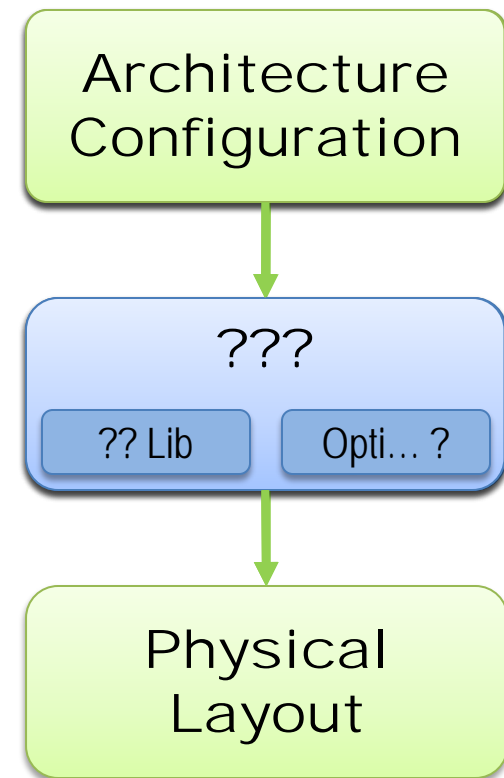 Architecture
Configuration
???
?? Lib
Opti... ?
Physical
Layout